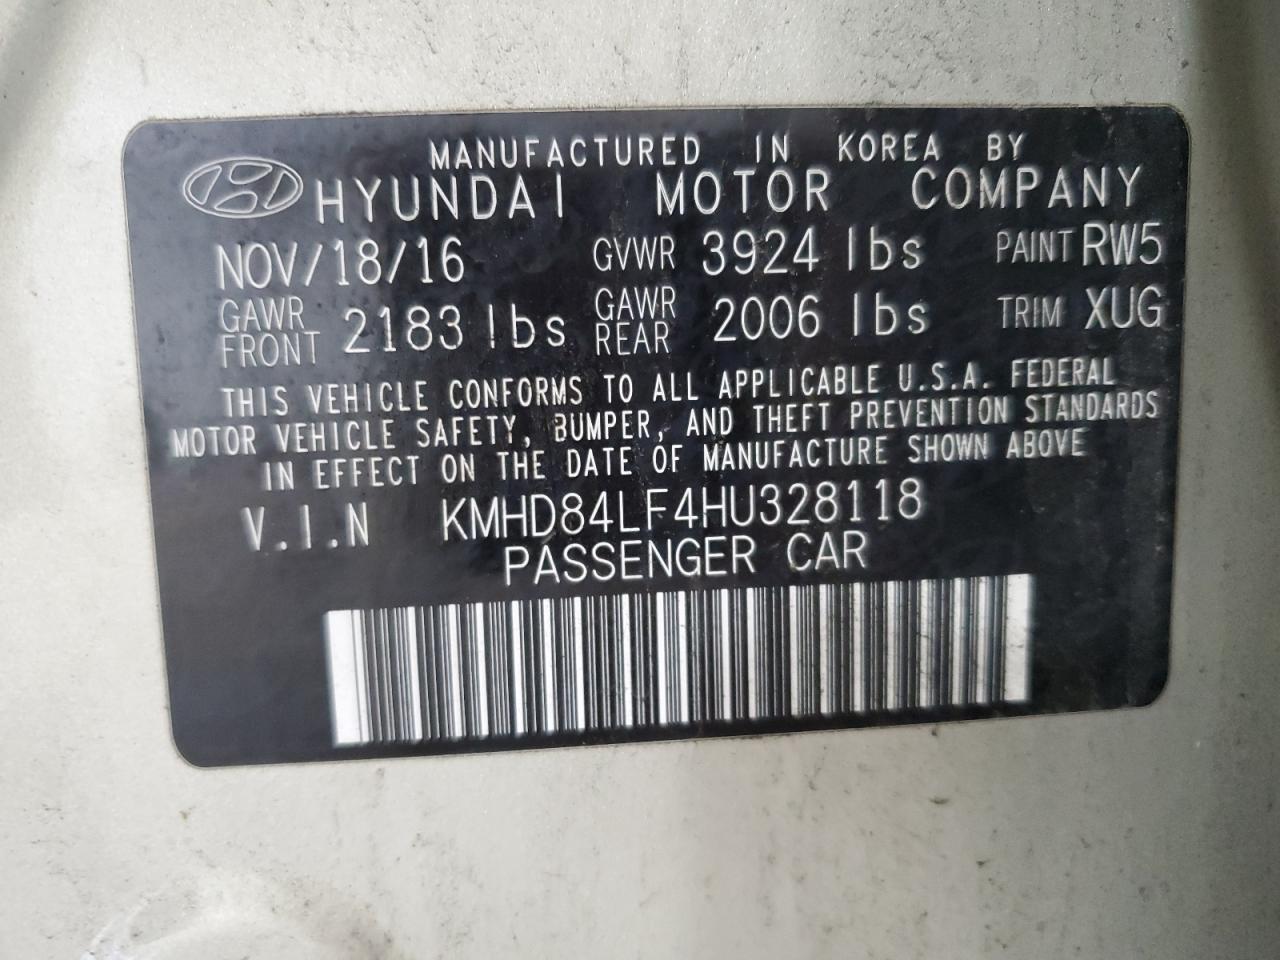 MANUFACTURED IN KOREA BY
HYUNDAI MOTOR COMPANY
NOV/18/16 GVWR 3924 lbs PAINT RW5
GAWR FRONT 2183 lbs GAWR REAR 2006 lbs TRIM XUG
THIS VEHICLE CONFORMS TO ALL APPLICABLE U.S.A. FEDERAL
MOTOR VEHICLE SAFETY, BUMPER, AND THEFT PREVENTION STANDARDS
IN EFFECT ON THE DATE OF MANUFACTURE SHOWN ABOVE
V.I.N KMHD84LF4HU328118
PASSENGER CAR